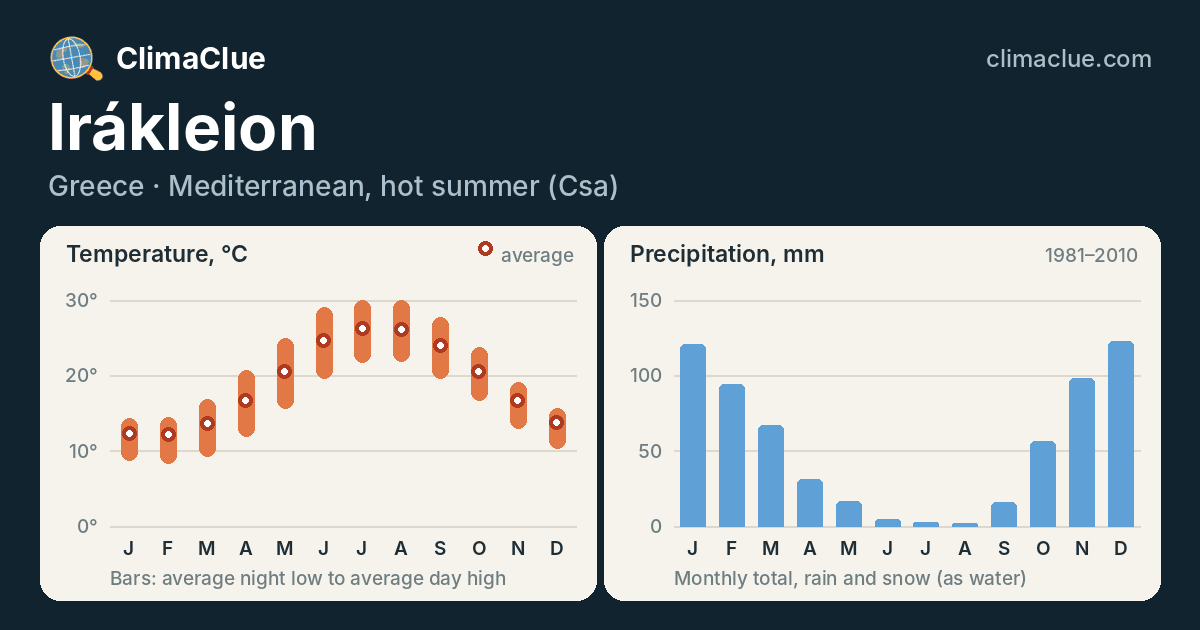 ClimaClue
climaclue.com
Irákleion
Greece · Mediterranean, hot summer (Csa)
Temperature, °C
average
30°
20°
10°
0°
J F M A M J J A S O N D
Bars: average night low to average day high
Precipitation, mm
1981–2010
150
100
50
0
J F M A M J J A S O N D
Monthly total, rain and snow (as water)